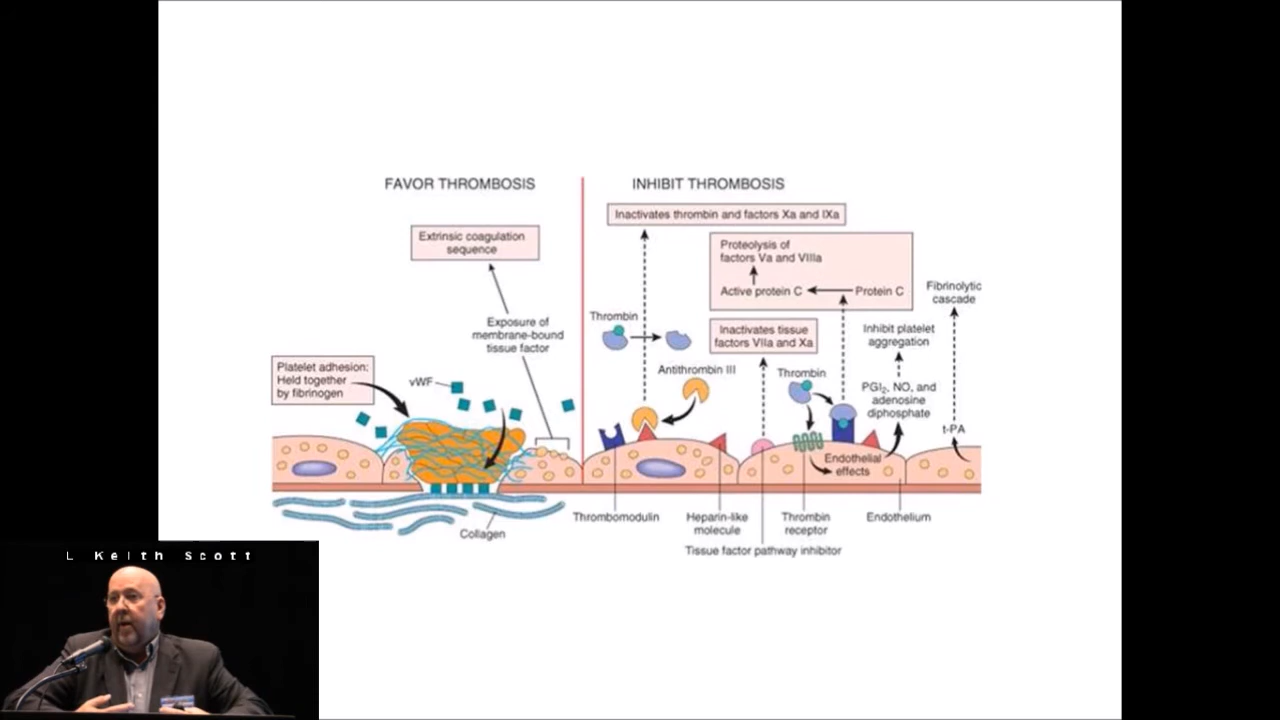 FAVOR THROMBOSIS
INHIBIT THROMBOSIS
Extrinsic coagulation
sequence
Exposure of
membrane-bound
tissue factor
Platelet adhesion:
Held together
by fibrinogen
vWF
Collagen
Inactivates thrombin and factors Xa and IXa
Proteolysis of
factors Va and VIIIa
Active protein C
Protein C
Fibrinolytic
cascade
Thrombin
Inactivates tissue
factors VIIa and Xa
Inhibit platelet
aggregation
Antithrombin III
Thrombin
PGI2, NO, and
adenosine
diphosphate
t-PA
Endothelial
effects
Thrombomodulin
Heparin-like
molecule
Thrombin
receptor
Endothelium
Tissue factor pathway inhibitor
L Keith Scott